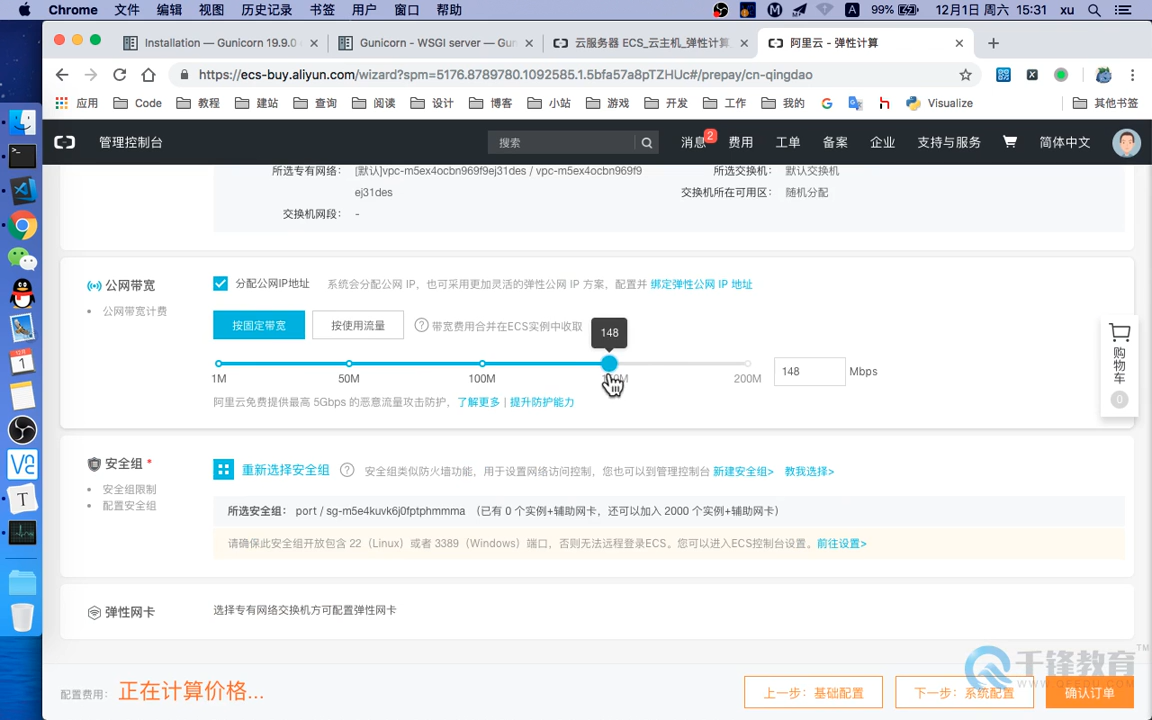 Chrome 文件 编辑 视图 历史记录 书签 用户 窗口 帮助 99% 12月1日 周六 15:31 xu
Installation — Gunicorn 19.9.0
Gunicorn - WSGI server — Gun
云服务器 ECS_云主机_弹性计算
阿里云 - 弹性计算
https://ecs-buy.aliyun.com/wizard?spm=5176.8789780.1092585.1.5bfa57a8pTZHUc#/prepay/cn-qingdao
应用 Code 教程 建站 查询 阅读 设计 博客 小站 游戏 开发 工作 我的 Visualize 其他书签
管理控制台 搜索 消息 2 费用 工单 备案 企业 支持与服务 简体中文
所选专有网络: [默认]vpc-m5ex4ocbn969f9ej31des / vpc-m5ex4ocbn969f9 所选交换机: 默认交换机
ej31des 交换机所在可用区: 随机分配
交换机网段: -
公网带宽 分配公网IP地址 系统会分配公网 IP，也可采用更加灵活的弹性公网 IP 方案，配置并 绑定弹性公网 IP 地址
公网带宽计费
按固定带宽 按使用流量 带宽费用合并在ECS实例中收取
148
1M 50M 100M 200M 148 Mbps
阿里云免费提供最高 5Gbps 的恶意流量攻击防护，了解更多 | 提升防护能力
购物车
0
安全组 * 重新选择安全组 安全组类似防火墙功能，用于设置网络访问控制，您也可以到管理控制台 新建安全组> 教我选择>
安全组限制
配置安全组
所选安全组: port / sg-m5e4kuvk6j0fptphmmma (已有 0 个实例+辅助网卡，还可以加入 2000 个实例+辅助网卡)
请确保此安全组开放包含 22（Linux）或者 3389（Windows）端口，否则无法远程登录ECS。您可以进入ECS控制台设置。前往设置>
弹性网卡 选择专有网络交换机方可配置弹性网卡
千锋教育 TM
配置费用: 正在计算价格... 上一步：基础配置 下一步：系统配置 确认订单